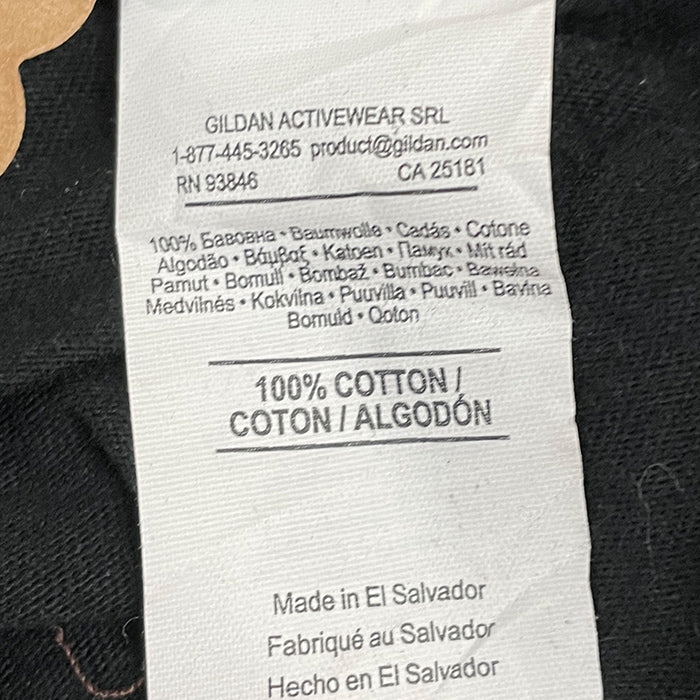 GILDAN ACTIVEWEAR SRL
1-877-445-3265 product@gildan.com
RN 93846 CA 25181
100% Бавовна • Baumwolle • Cadás • Cotone
Algodão • Βάμβαξ • Katoen • Памук • Mit rád
Pamut • Bomull • Bombaž • Bumbac • Bawełna
Medvilnés • Kokvilna • Puuvilla • Puuvill • Bavlna
Bomuld • Qoton
100% COTTON /
COTON / ALGODÓN
Made in El Salvador
Fabriqué au Salvador
Hecho en El Salvador